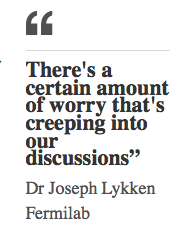 “
There's a
certain amount
of worry that's
creeping into
our
discussions”
Dr Joseph Lykken
Fermilab